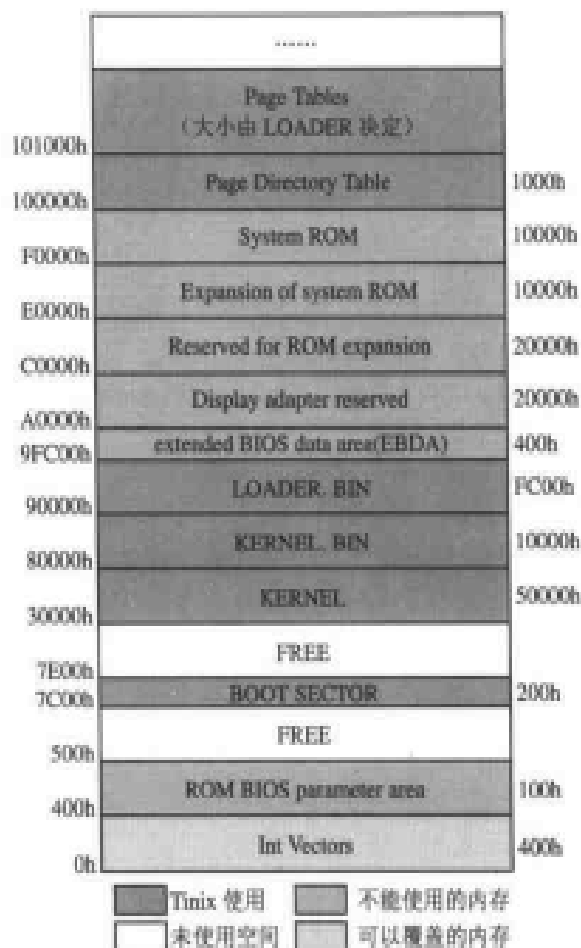 ......
Page Tables
（大小由 LOADER 决定）
101000h
Page Directory Table 1000h
100000h
System ROM 10000h
F0000h
Expansion of system ROM 10000h
E0000h
Reserved for ROM expansion 20000h
C0000h
Display adapter reserved 20000h
A0000h
extended BIOS data area(EBDA) 400h
9FC00h
LOADER. BIN FC00h
90000h
KERNEL. BIN 10000h
80000h
KERNEL 50000h
30000h
FREE
7E00h
BOOT SECTOR 200h
7C00h
FREE
500h
ROM BIOS parameter area 100h
400h
Int Vectors 400h
0h
Tinix 使用 不能使用的内存
未使用空间 可以覆盖的内存